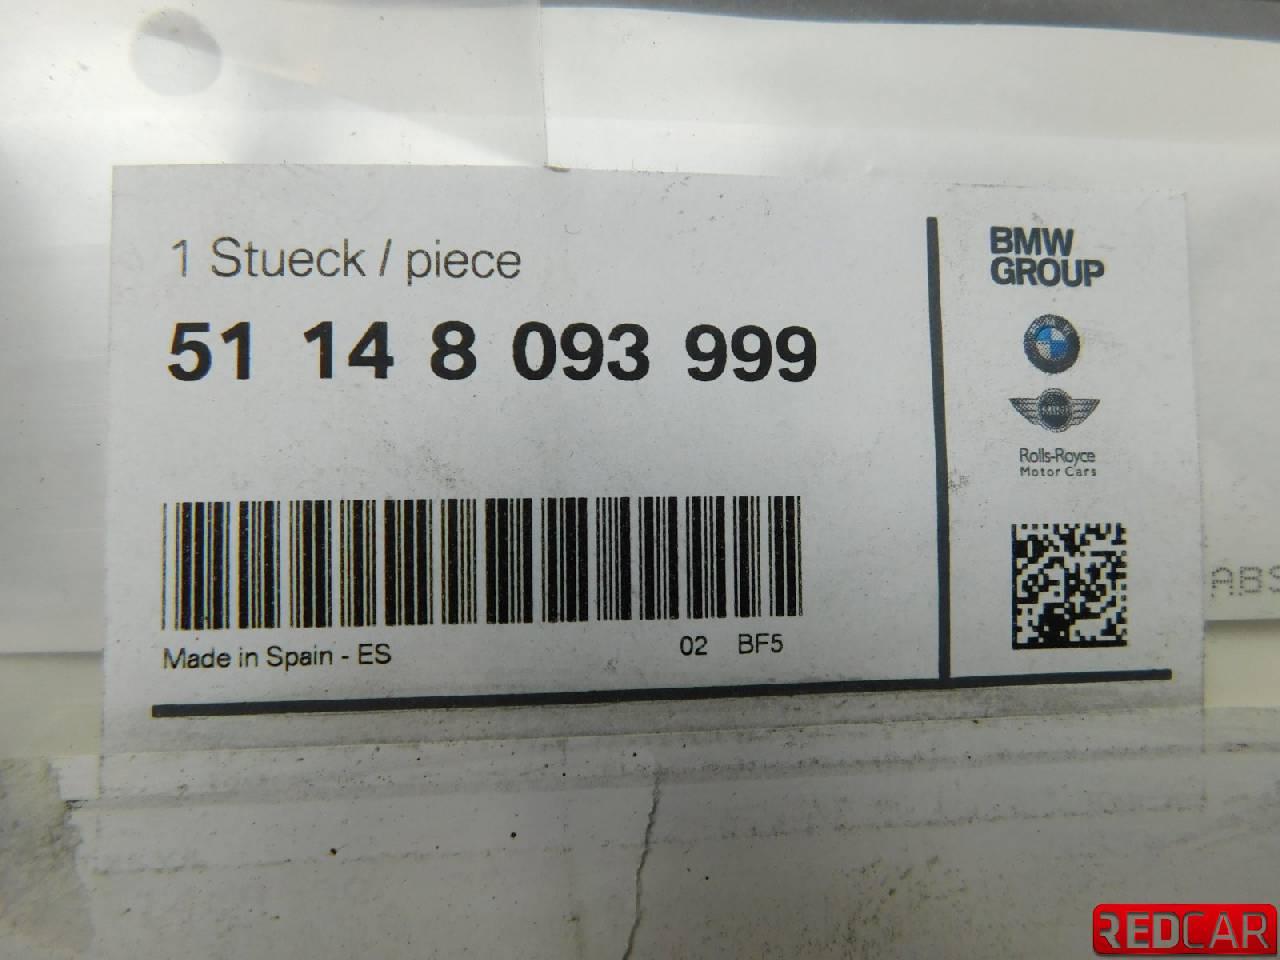 1 Stueck / piece
51 14 8 093 999
Made in Spain - ES
02 BF5
BMW
GROUP
Rolls-Royce
Motor Cars
ABS
REDCAR